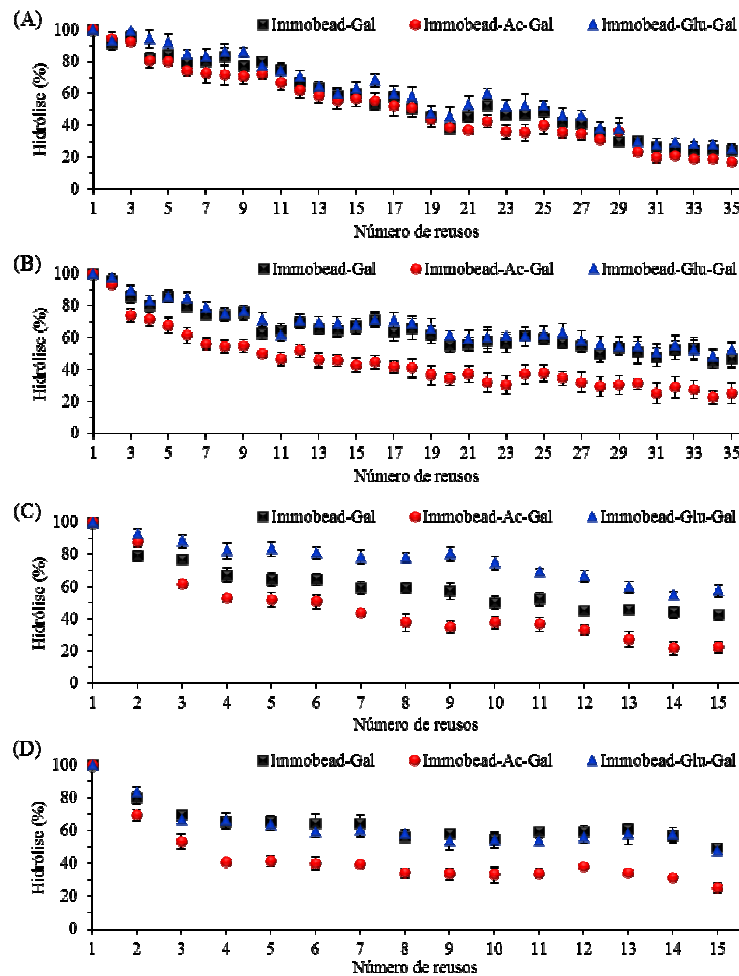 (A)
Immobead-Gal Immobead-Ac-Gal Immobead-Glu-Gal
Hidrólise (%)
100
80
60
40
20
0
1 3 5 7 9 11 13 15 17 19 21 23 25 27 29 31 33 35
Número de reusos
(B)
Immobead-Gal Immobead-Ac-Gal Immobead-Glu-Gal
Hidrólise (%)
100
80
60
40
20
0
1 3 5 7 9 11 13 15 17 19 21 23 25 27 29 31 33 35
Número de reusos
(C)
Immobead-Gal Immobead-Ac-Gal Immobead-Glu-Gal
Hidrólise (%)
100
80
60
40
20
0
1 2 3 4 5 6 7 8 9 10 11 12 13 14 15
Número de reusos
(D)
Immobead-Gal Immobead-Ac-Gal Immobead-Glu-Gal
Hidrólise (%)
100
80
60
40
20
0
1 2 3 4 5 6 7 8 9 10 11 12 13 14 15
Número de reusos